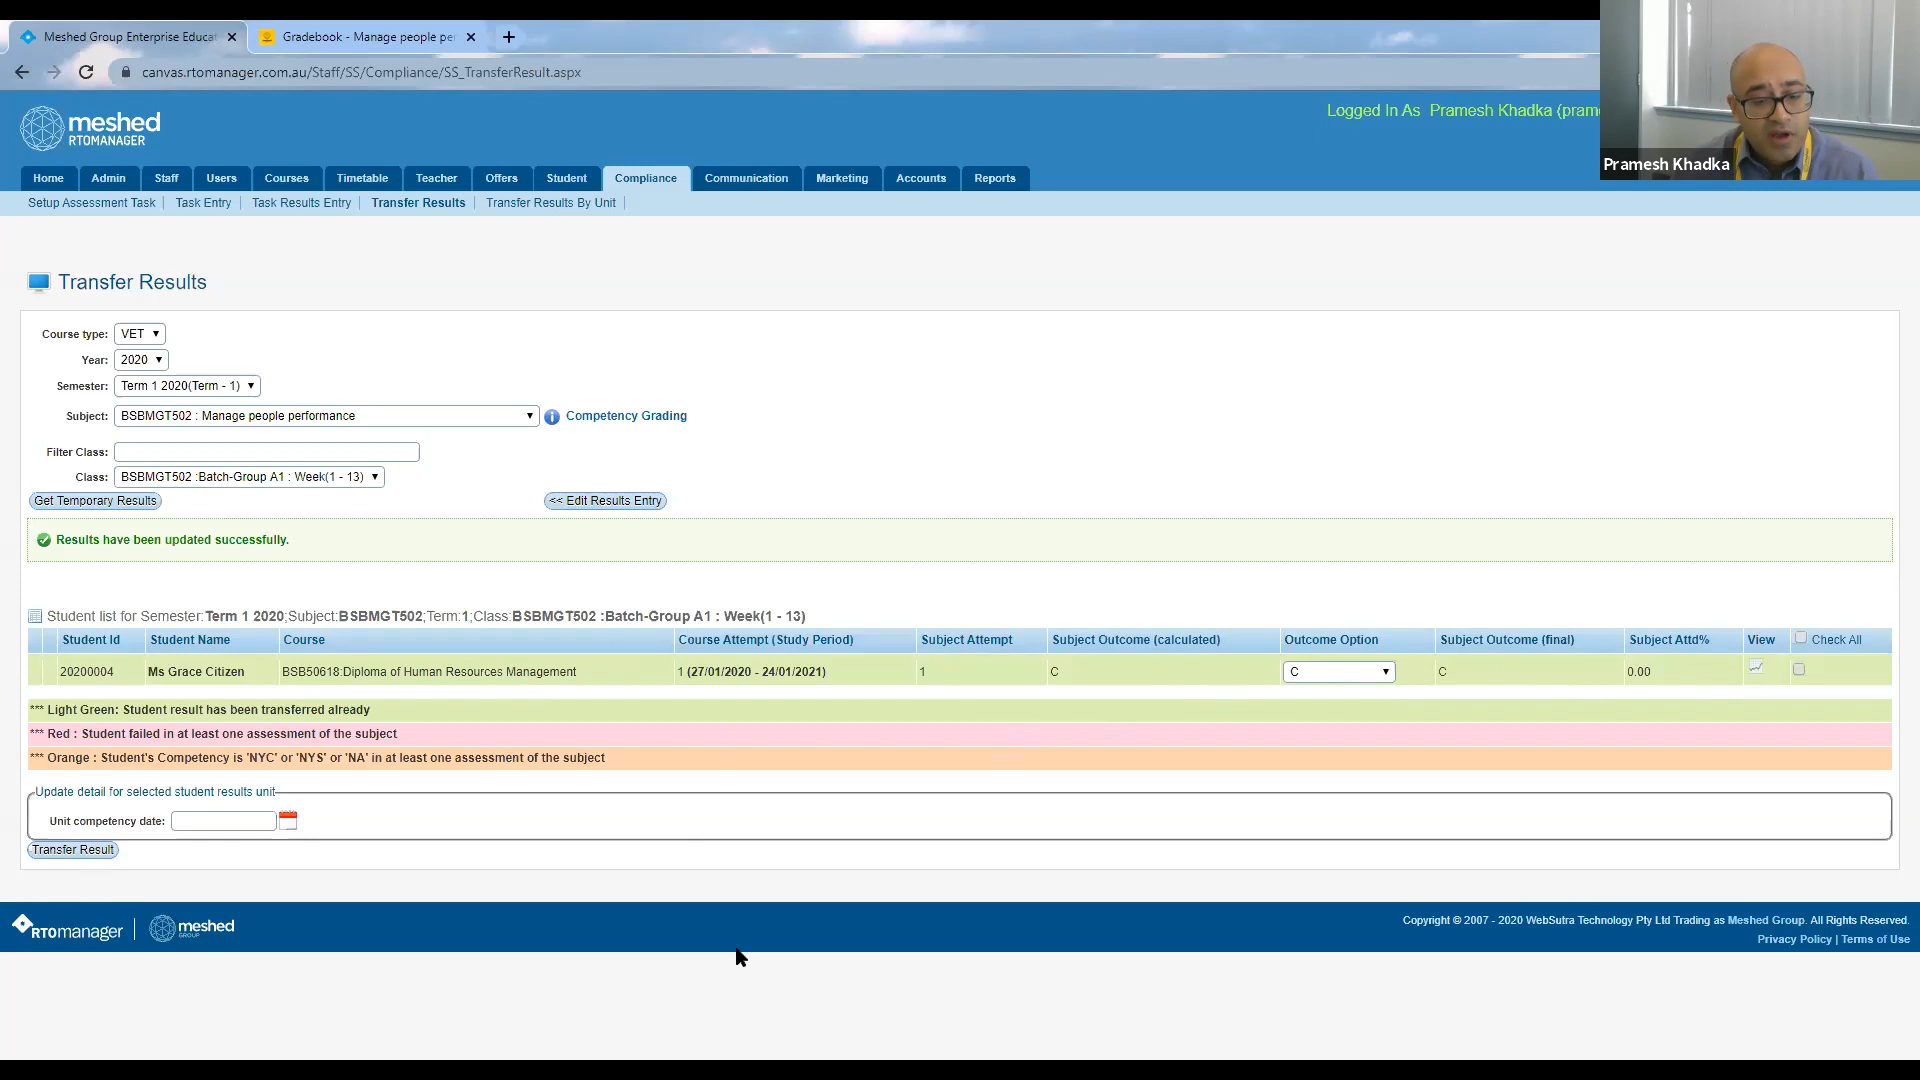 Meshed Group Enterprise Educat
Gradebook - Manage people per
canvas.rtomanager.com.au/Staff/SS/Compliance/SS_TransferResult.aspx
meshed
RTOMANAGER
Logged In As Pramesh Khadka (prame
Pramesh Khadka
Home Admin Staff Users Courses Timetable Teacher Offers Student Compliance Communication Marketing Accounts Reports
Setup Assessment Task | Task Entry | Task Results Entry | Transfer Results | Transfer Results By Unit |
Transfer Results
Course type: VET
Year: 2020
Semester: Term 1 2020(Term - 1)
Subject: BSBMGT502 : Manage people performance Competency Grading
Filter Class:
Class: BSBMGT502 :Batch-Group A1 : Week(1 - 13)
Get Temporary Results << Edit Results Entry
Results have been updated successfully.
Student list for Semester:Term 1 2020;Subject:BSBMGT502;Term:1;Class:BSBMGT502 :Batch-Group A1 : Week(1 - 13)
Student Id Student Name Course Course Attempt (Study Period) Subject Attempt Subject Outcome (calculated) Outcome Option Subject Outcome (final) Subject Attd% View Check All
20200004 Ms Grace Citizen BSB50618:Diploma of Human Resources Management 1 (27/01/2020 - 24/01/2021) 1 C C C 0.00
*** Light Green: Student result has been transferred already
*** Red : Student failed in at least one assessment of the subject
*** Orange : Student's Competency is 'NYC' or 'NYS' or 'NA' in at least one assessment of the subject
Update detail for selected student results unit
Unit competency date:
Transfer Result
RTOmanager | meshed GROUP
Copyright © 2007 - 2020 WebSutra Technology Pty Ltd Trading as Meshed Group. All Rights Reserved.
Privacy Policy | Terms of Use